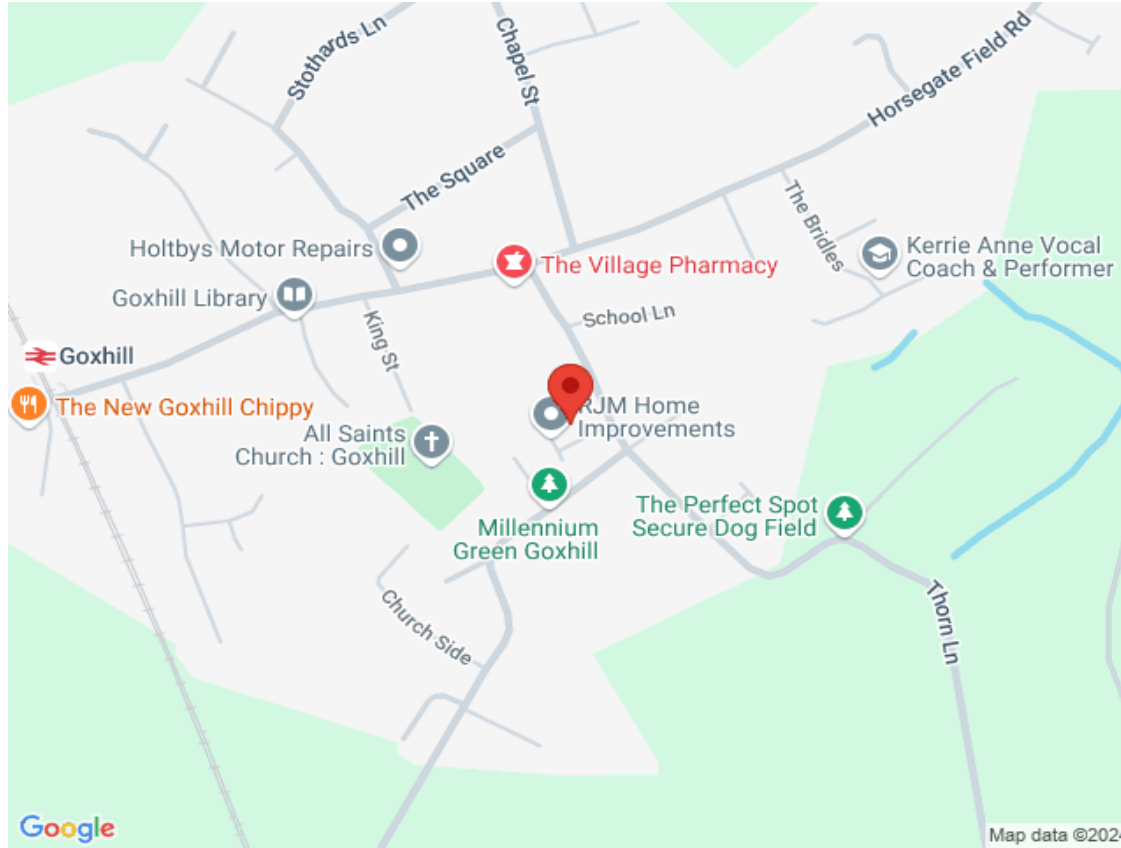 Stothards Ln
Chapel St
Horsegate Field Rd
The Square
The Bridles
Holtbys Motor Repairs
Kerrie Anne Vocal
Coach & Performer
The Village Pharmacy
Goxhill Library
School Ln
King St
Goxhill
The New Goxhill Chippy
RJM Home
Improvements
All Saints
Church : Goxhill
The Perfect Spot
Secure Dog Field
Millennium
Green Goxhill
Church Side
Thorn Ln
Google
Map data ©2024